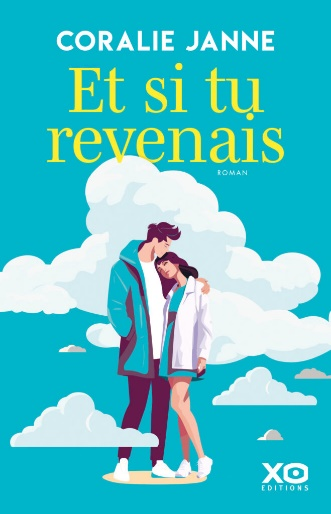 CORALIE JANNE
Et si tu
revenais
ROMAN
XO
EDITIONS